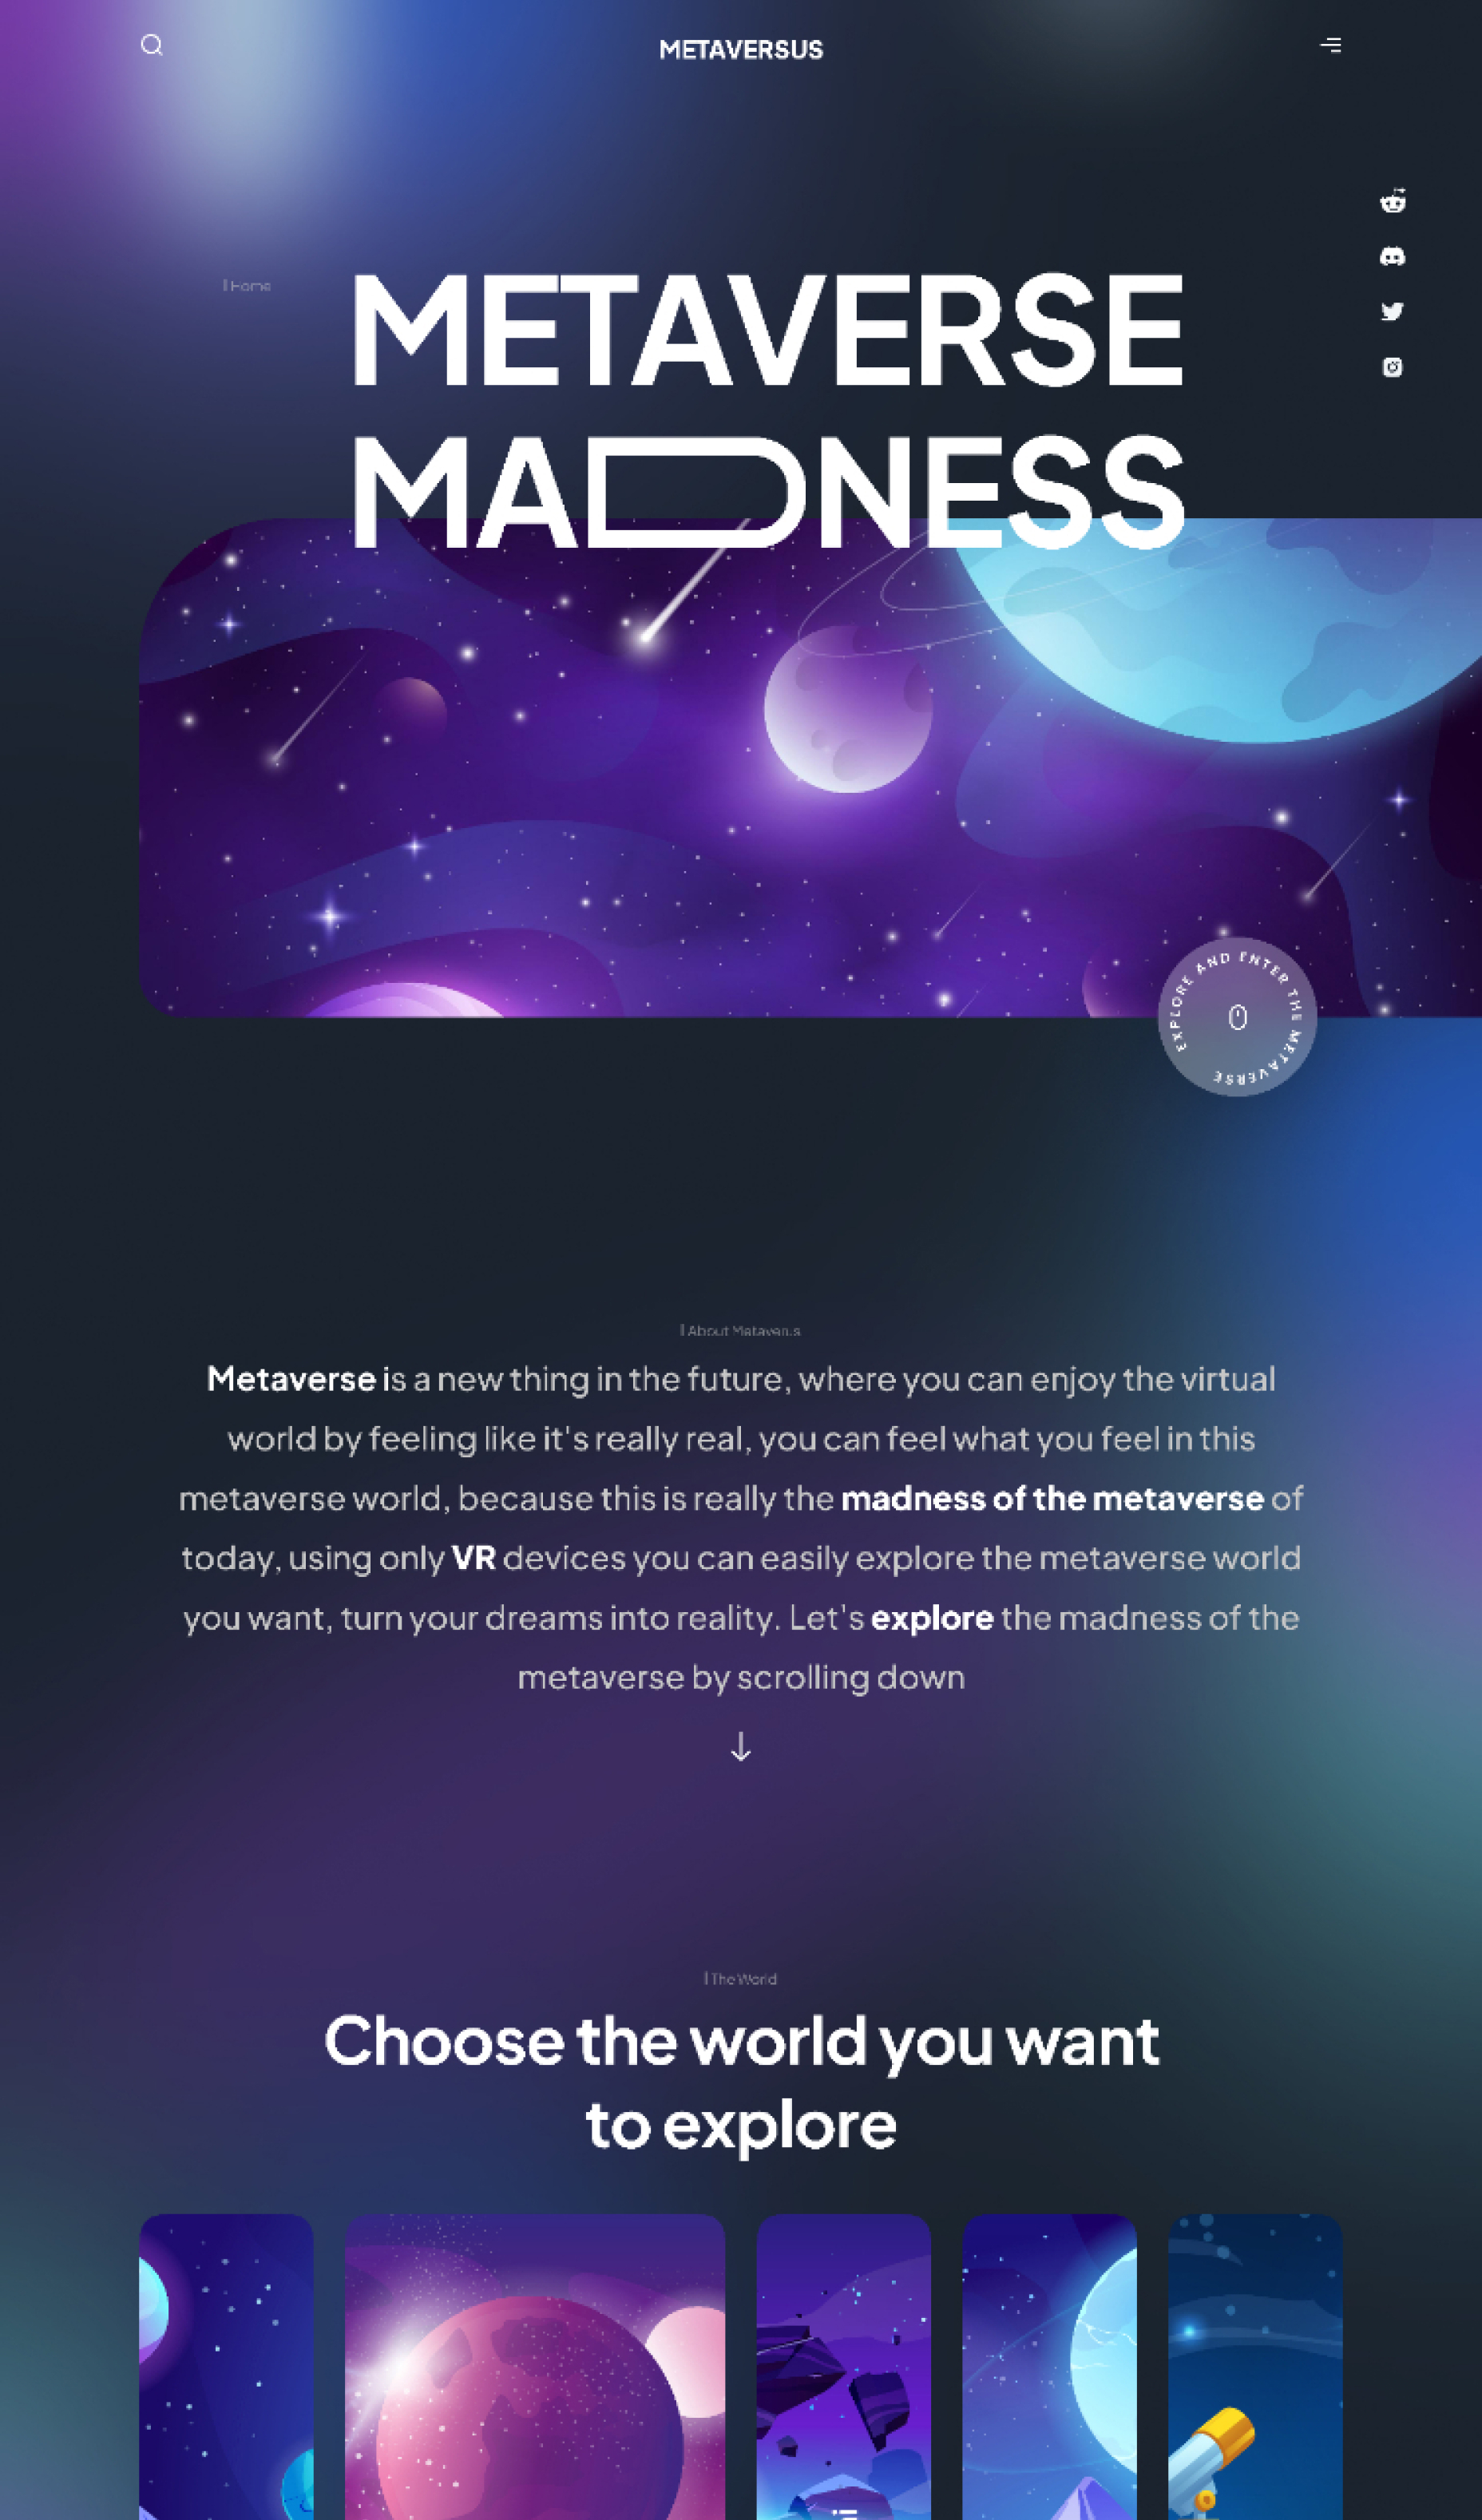 METAVERSUS
| Home
METAVERSE
MADNESS
EXPLORE AND ENTER THE METAVERSE
| About Metaverus
Metaverse is a new thing in the future, where you can enjoy the virtual
world by feeling like it's really real, you can feel what you feel in this
metaverse world, because this is really the madness of the metaverse of
today, using only VR devices you can easily explore the metaverse world
you want, turn your dreams into reality. Let's explore the madness of the
metaverse by scrolling down
| The World
Choose the world you want
to explore